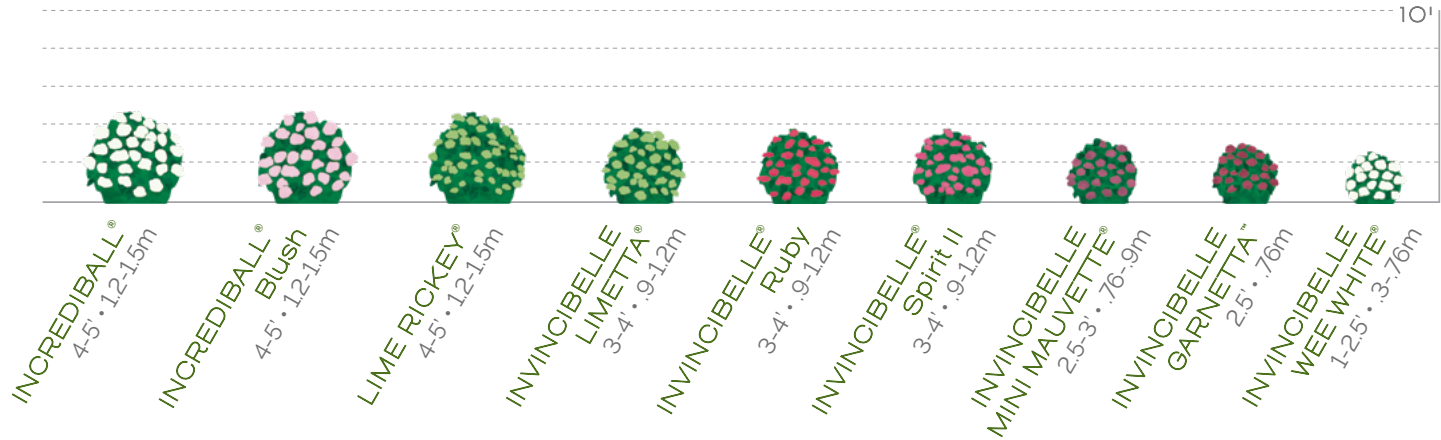 10'
INCREDIBALL®
4-5' • 1.2-1.5m
INCREDIBALL®
Blush
4-5' • 1.2-1.5m
LIME RICKEY®
4-5' • 1.2-1.5m
INVINCIBELLE
LIMETTA®
3-4' • .9-1.2m
INVINCIBELLE®
Ruby
3-4' • .9-1.2m
INVINCIBELLE®
Spirit II
3-4' • .9-1.2m
INVINCIBELLE
MINI MAUVETTE®
2.5-3' • .76-.9m
INVINCIBELLE
GARNETTA™
2.5' • .76m
INVINCIBELLE
WEE WHITE®
1-2.5' • .3-.76m